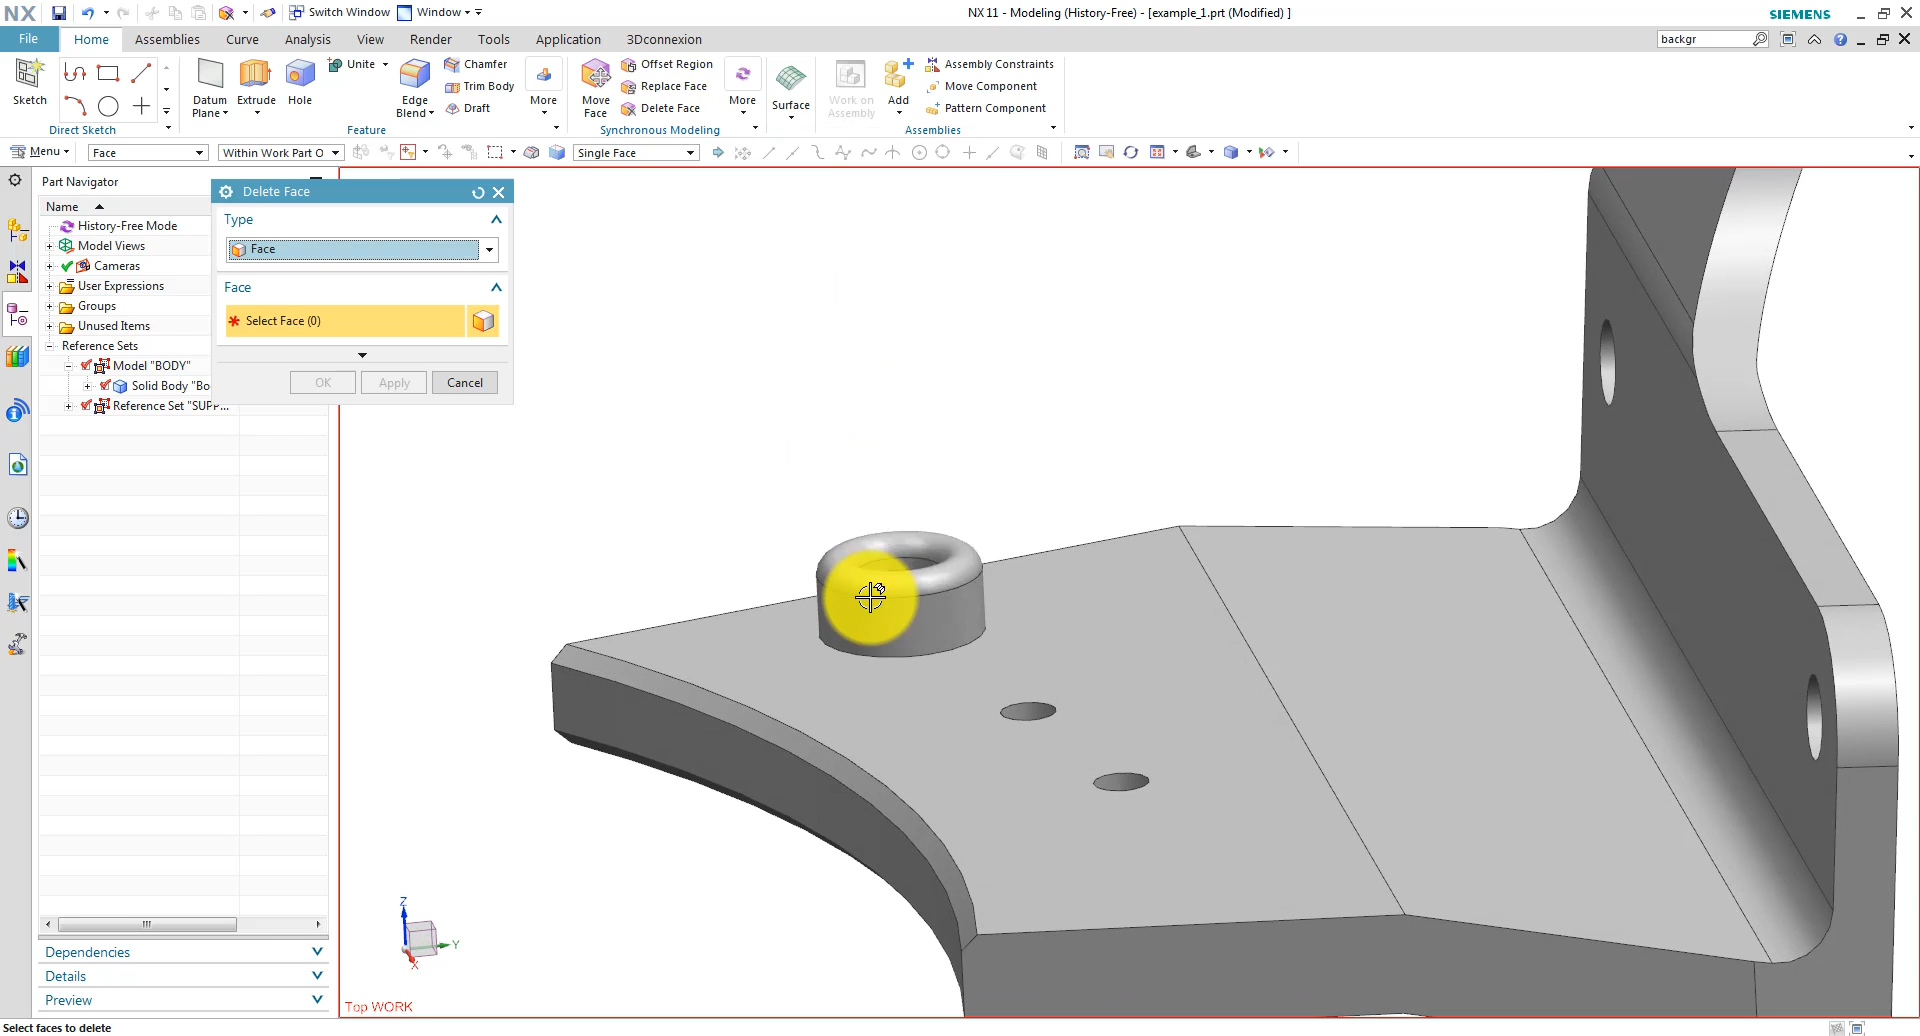 NX
Switch Window
Window
NX 11 - Modeling (History-Free) - [example_1.prt (Modified) ]
SIEMENS
File
Home
Assemblies
Curve
Analysis
View
Render
Tools
Application
3Dconnexion
backgr
Sketch
Direct Sketch
Datum
Plane
Extrude
Hole
Unite
Edge
Blend
Chamfer
Trim Body
Draft
More
Feature
Move
Face
Offset Region
Replace Face
Delete Face
More
Synchronous Modeling
Surface
Work on
Assembly
Add
Assembly Constraints
Move Component
Pattern Component
Assemblies
Menu
Face
Within Work Part O
Single Face
Part Navigator
Name
History-Free Mode
Model Views
Cameras
User Expressions
Groups
Unused Items
Reference Sets
Model "BODY"
Solid Body "Bo
Reference Set "SUPP...
Dependencies
Details
Preview
Delete Face
Type
Face
Face
* Select Face (0)
OK
Apply
Cancel
Z
Y
X
Top WORK
Select faces to delete